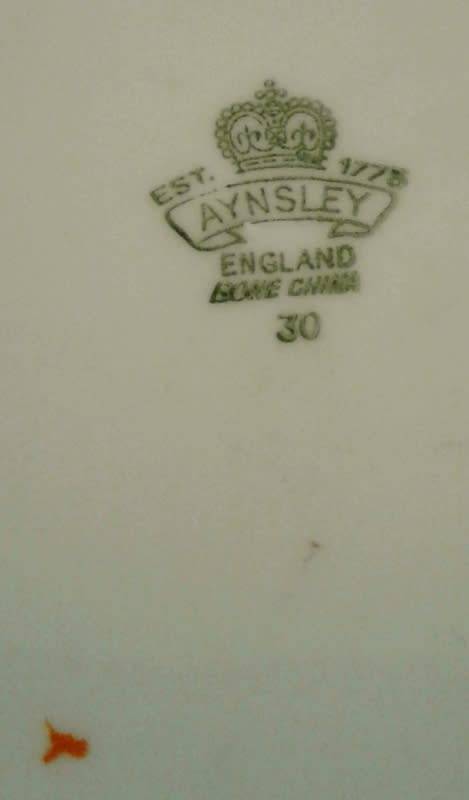 EST. 1775
AYNSLEY
ENGLAND
BONE CHINA
30